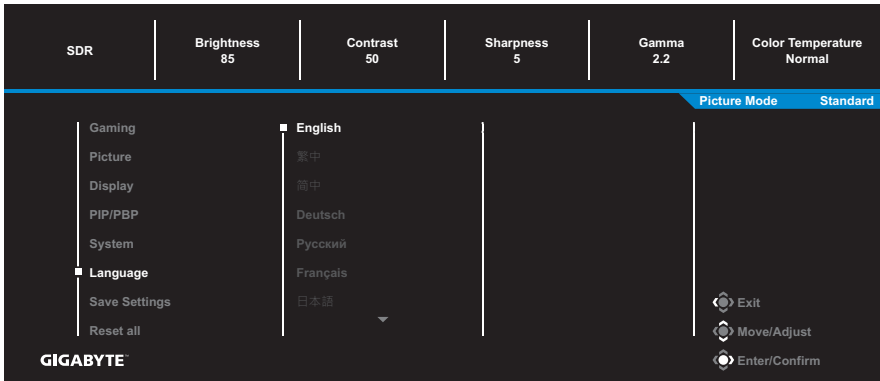 SDR
Brightness
85
Contrast
50
Sharpness
5
Gamma
2.2
Color Temperature
Normal
Picture Mode Standard
Gaming
Picture
Display
PIP/PBP
System
Language
Save Settings
Reset all
English
繁中
简中
Deutsch
Русский
Français
日本語
Exit
Move/Adjust
Enter/Confirm
GIGABYTE™